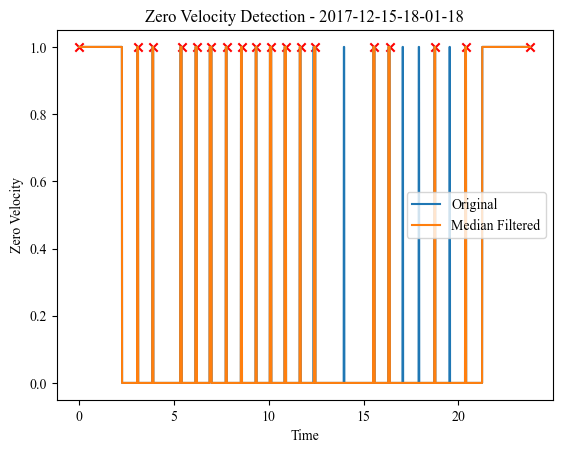 Zero Velocity Detection - 2017-12-15-18-01-18
1.0
0.8
0.6
0.4
0.2
0.0
Zero Velocity
Original
Median Filtered
0 5 10 15 20
Time